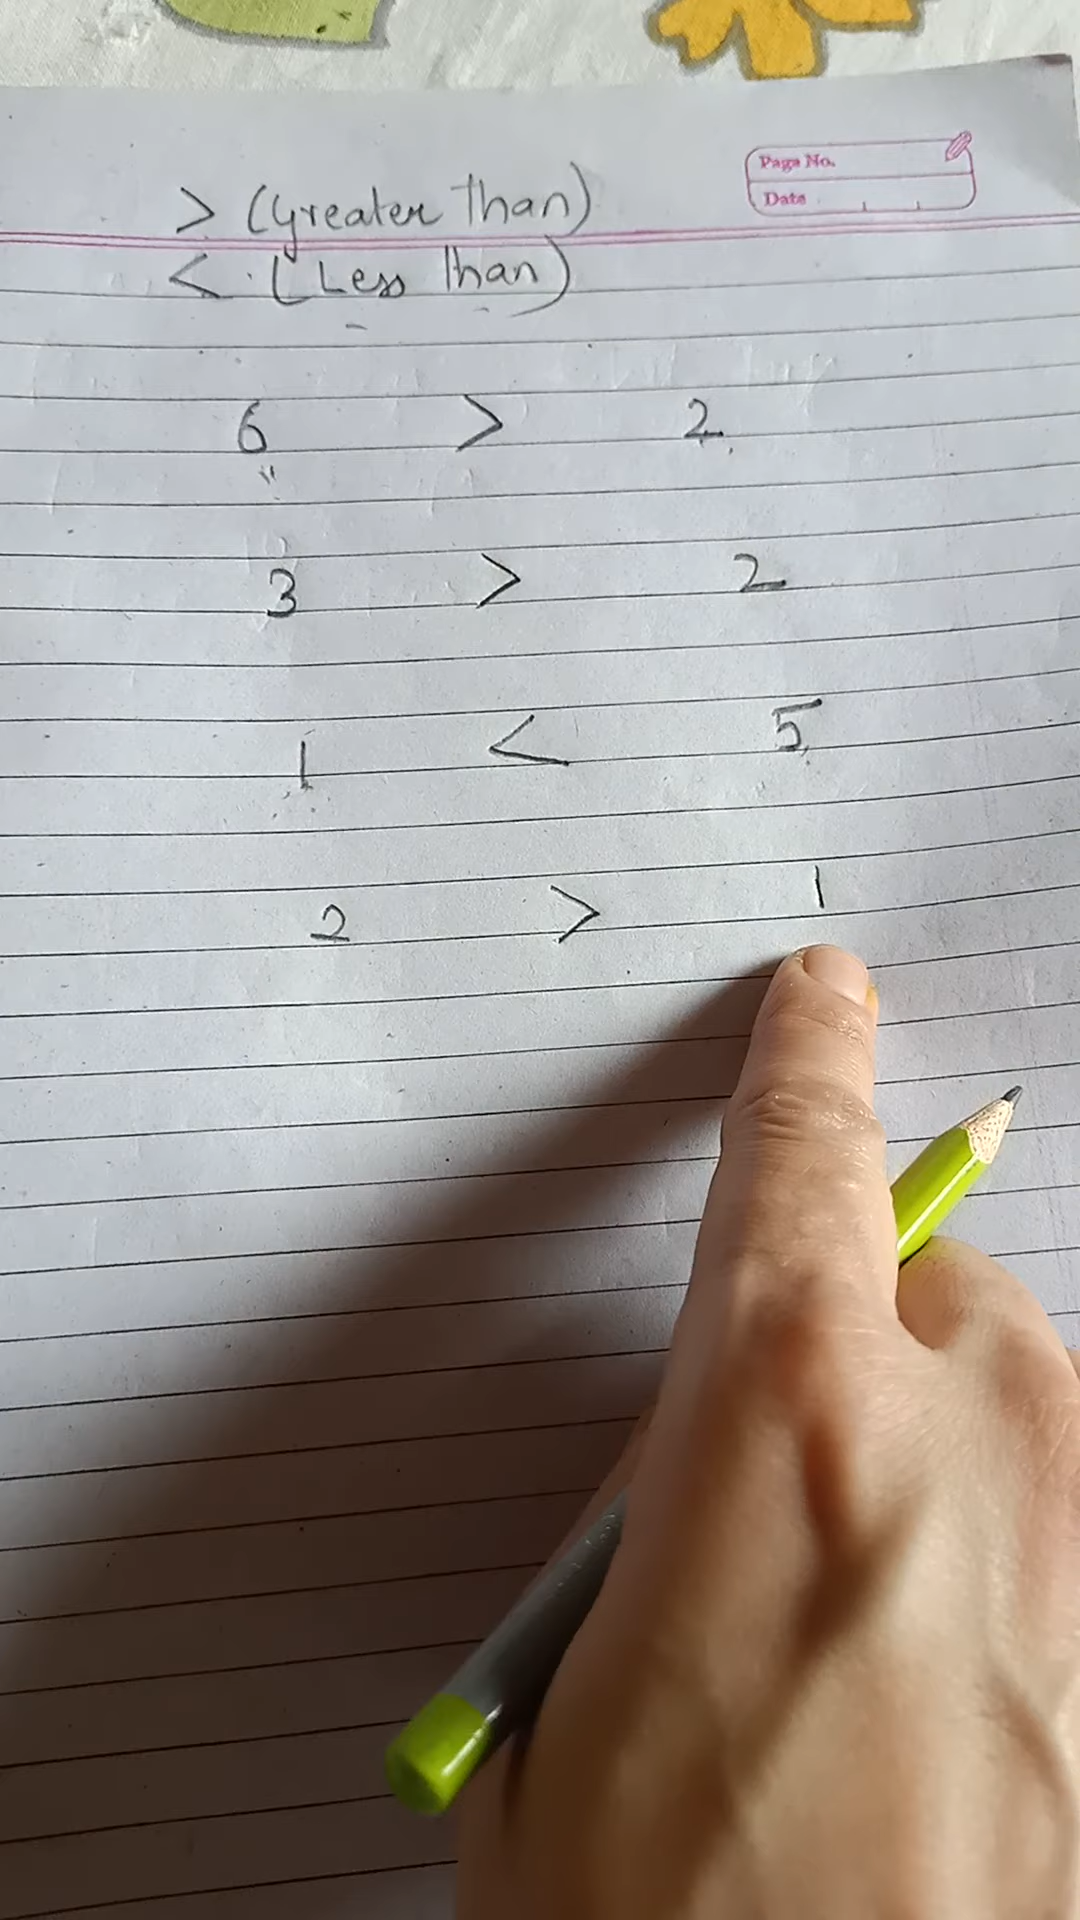 Page No.
Date
> (Greater Than)
< (Less Than)
6 > 2
3 > 2
1 < 5
2 > 1